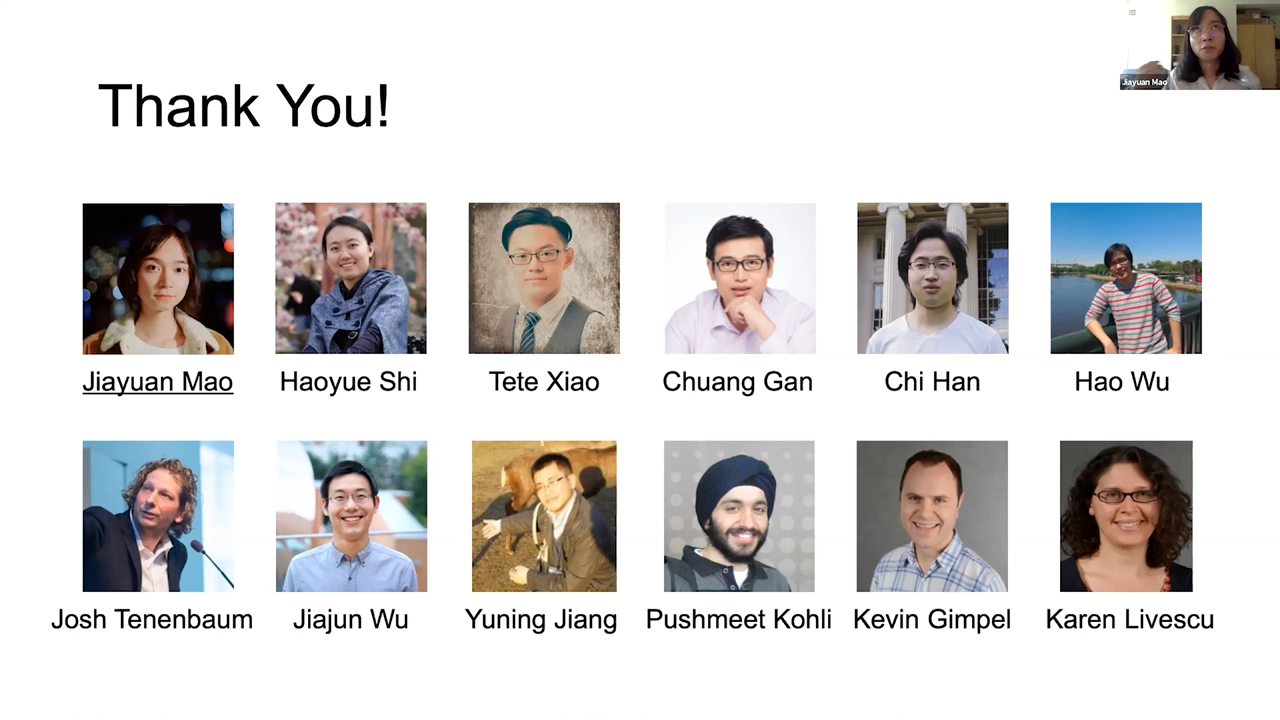 Jiayuan Mao
Thank You!
Jiayuan Mao Haoyue Shi Tete Xiao Chuang Gan Chi Han Hao Wu
Josh Tenenbaum Jiajun Wu Yuning Jiang Pushmeet Kohli Kevin Gimpel Karen Livescu